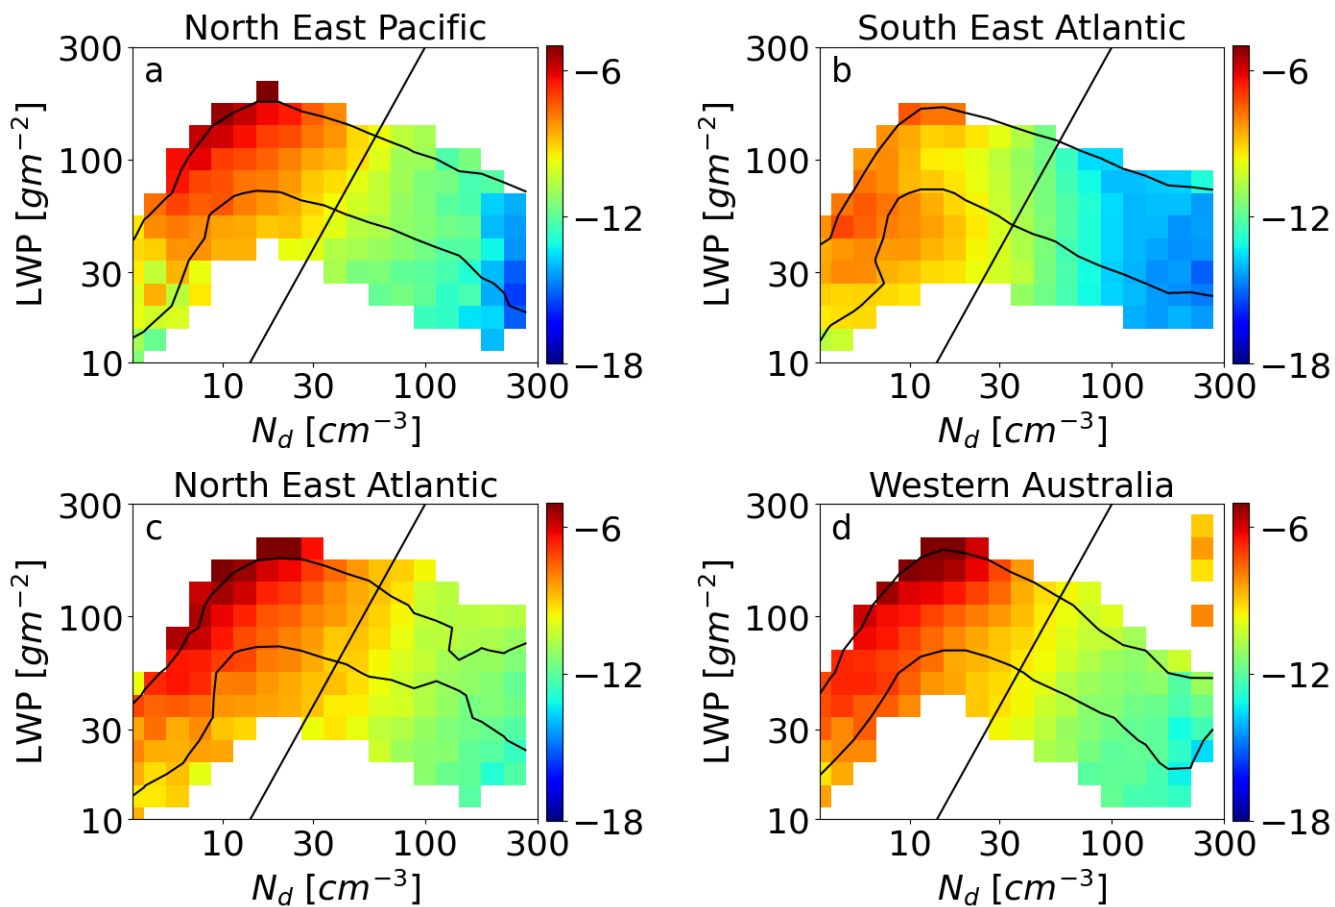 North East Pacific
a
300
100
30
10
LWP [gm⁻²]
10 30 100 300
N_d [cm⁻³]
−6
−12
−18
South East Atlantic
b
300
100
30
10
LWP [gm⁻²]
10 30 100 300
N_d [cm⁻³]
−6
−12
−18
North East Atlantic
c
300
100
30
10
LWP [gm⁻²]
10 30 100 300
N_d [cm⁻³]
−6
−12
−18
Western Australia
d
300
100
30
10
LWP [gm⁻²]
10 30 100 300
N_d [cm⁻³]
−6
−12
−18